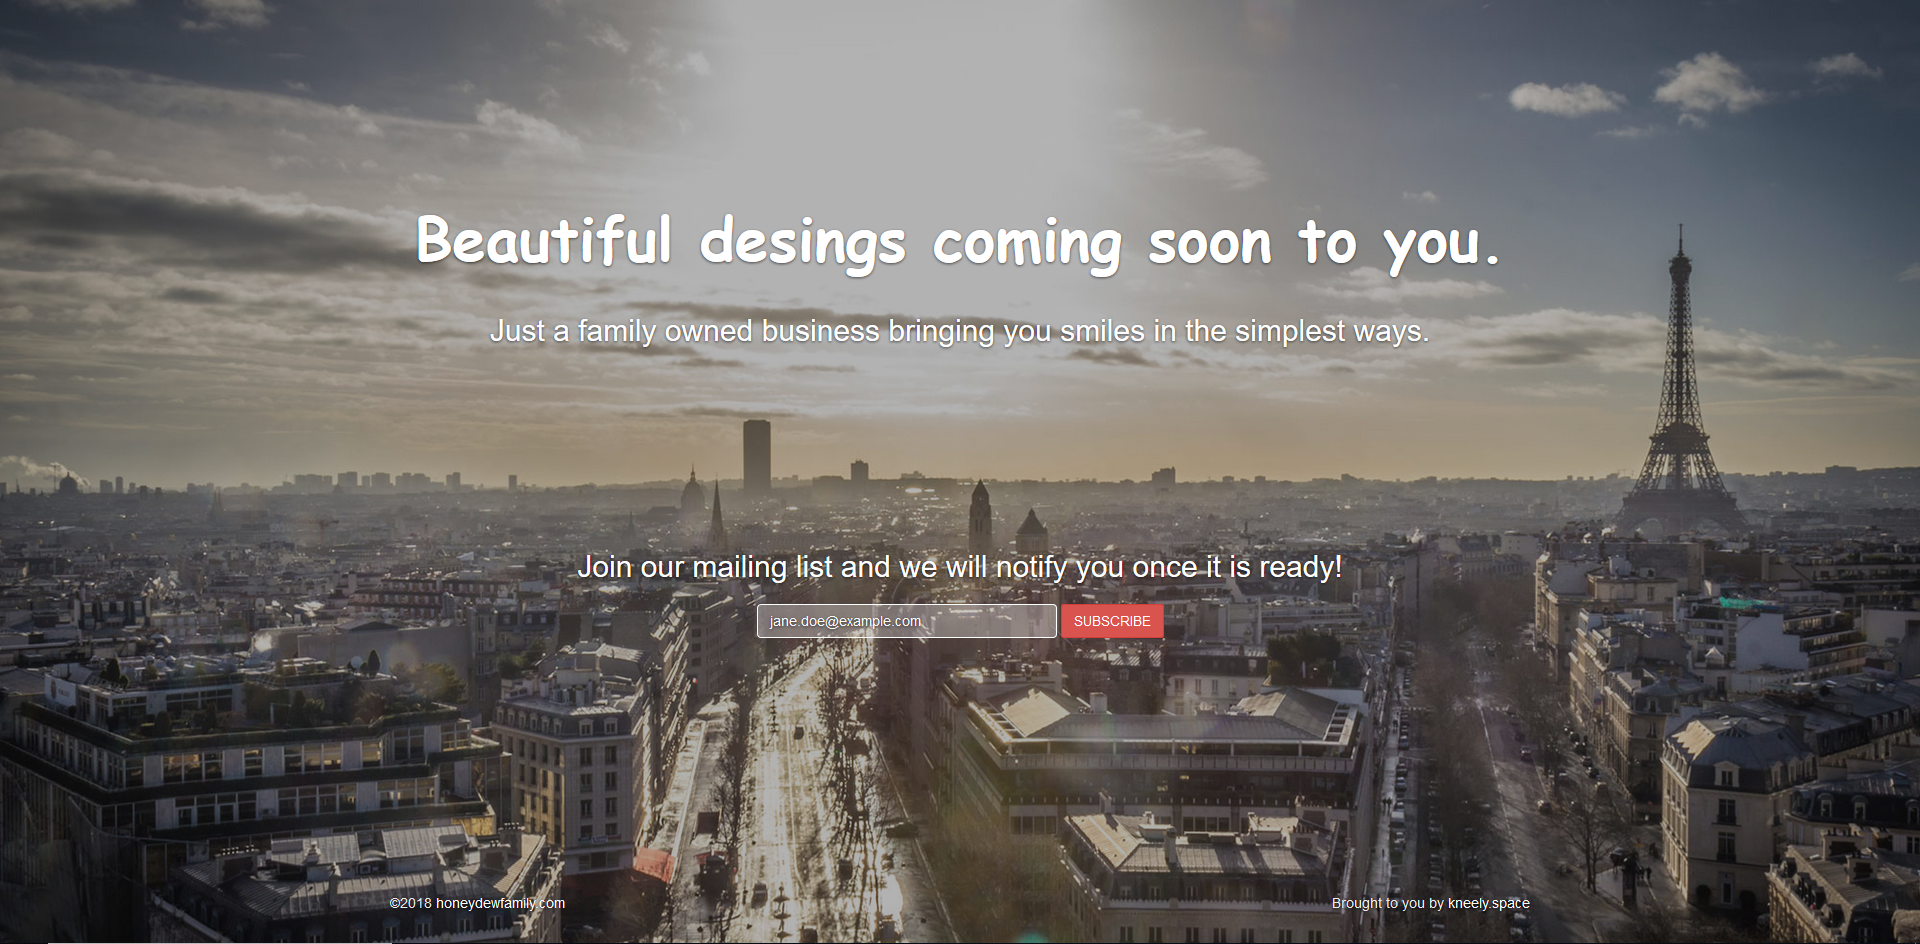 Beautiful desings coming soon to you.
Just a family owned business bringing you smiles in the simplest ways.
Join our mailing list and we will notify you once it is ready!
jane.doe@example.com SUBSCRIBE
©2018 honeydewfamily.com Brought to you by kneely.space